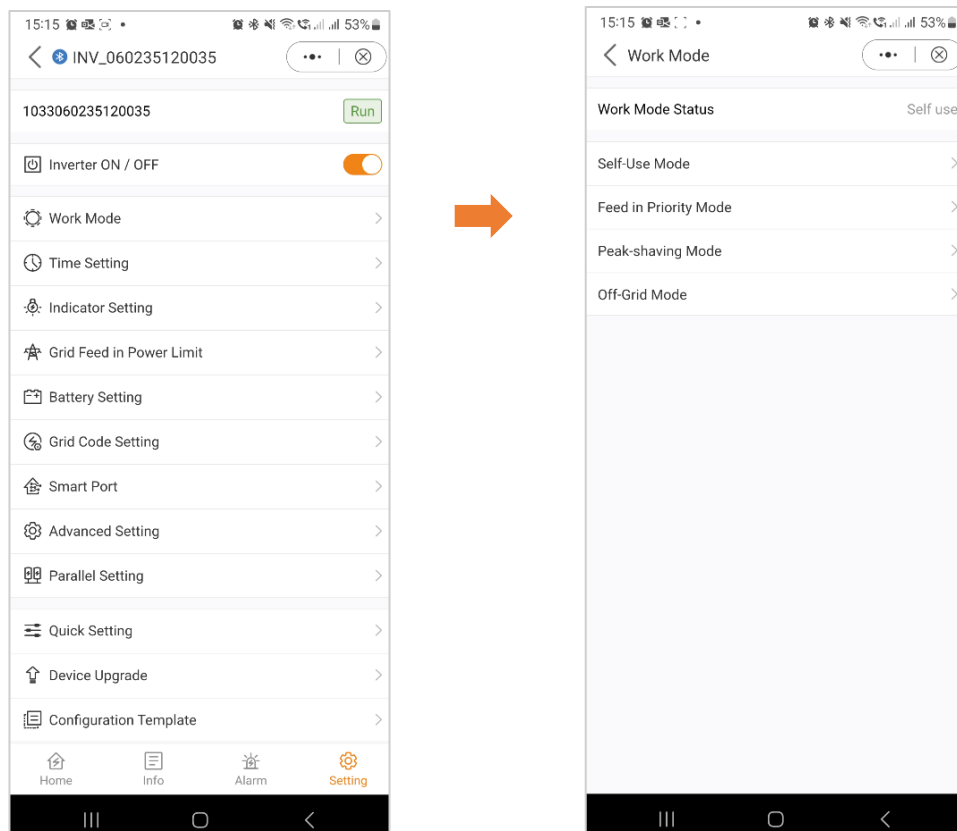 15:15 53%
INV_060235120035
1033060235120035 Run
Inverter ON / OFF
Work Mode
Time Setting
Indicator Setting
Grid Feed in Power Limit
Battery Setting
Grid Code Setting
Smart Port
Advanced Setting
Parallel Setting
Quick Setting
Device Upgrade
Configuration Template
Home Info Alarm Setting
15:15 53%
Work Mode
Work Mode Status Self use
Self-Use Mode
Feed in Priority Mode
Peak-shaving Mode
Off-Grid Mode